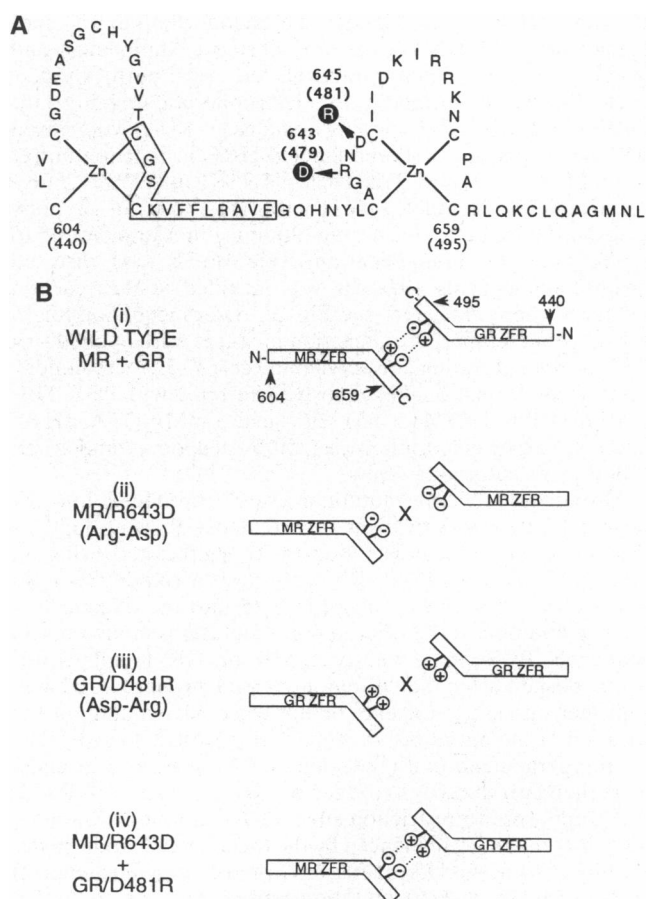 A
CLVCGDASGCHYGVVTCGS
Zn
CKVFFLRAVEGQHNYLCAGRNDCIDKIRRKNCPACRLQKCLQAGMNL
Zn
645
(481)
R
643
(479)
D
604
(440)
659
(495)
B
(i)
WILD TYPE
MR + GR
N-
MR ZFR
604
659
C
+ +
- -
C
495
440
GR ZFR
-N
(ii)
MR/R643D
(Arg-Asp)
MR ZFR
- -
X
- -
MR ZFR
(iii)
GR/D481R
(Asp-Arg)
GR ZFR
+ +
X
+ +
GR ZFR
(iv)
MR/R643D
+
GR/D481R
MR ZFR
- -
+ +
GR ZFR